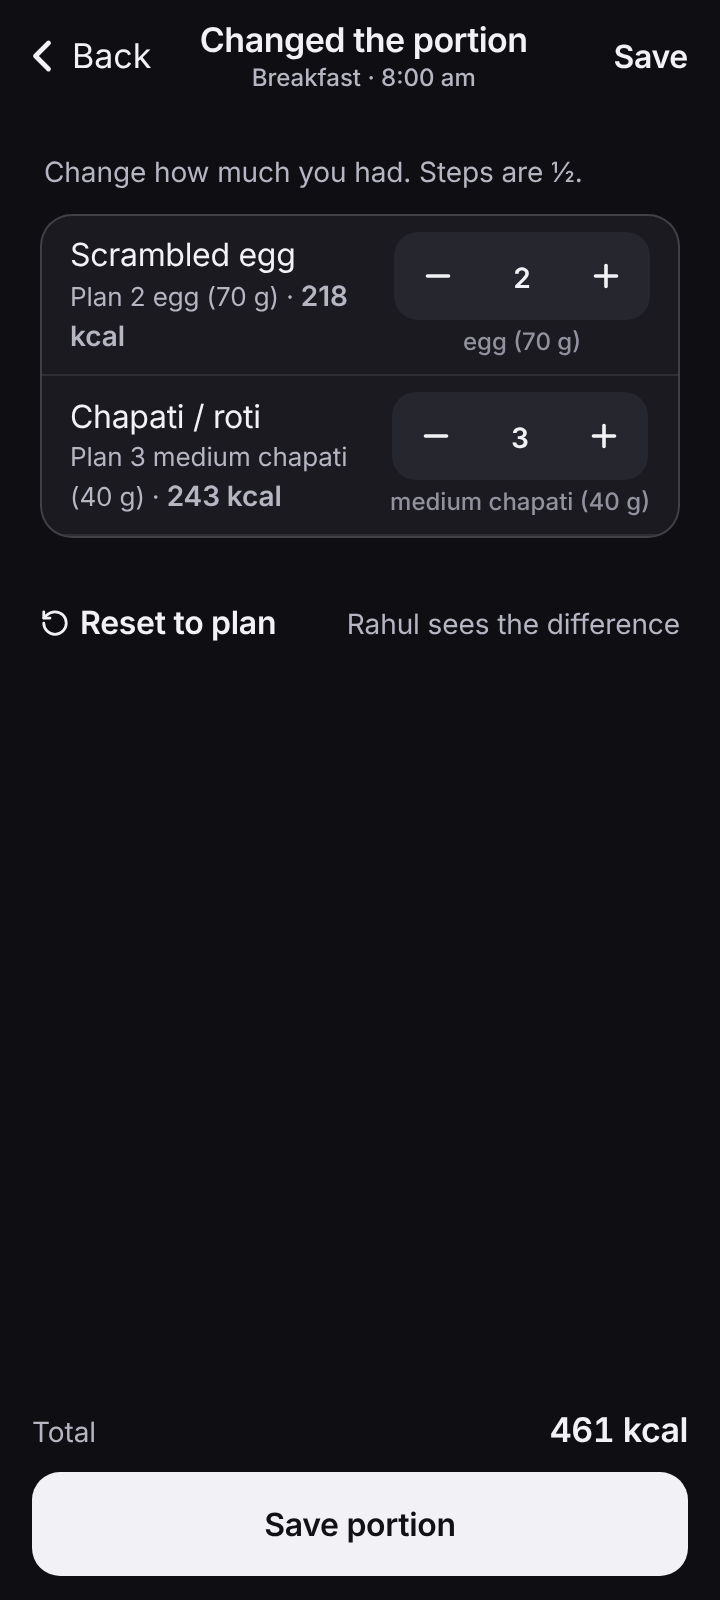 Back
Changed the portion
Breakfast · 8:00 am
Save
Change how much you had. Steps are ½.
Scrambled egg
Plan 2 egg (70 g) · 218
kcal
− 2 +
egg (70 g)
Chapati / roti
Plan 3 medium chapati
(40 g) · 243 kcal
− 3 +
medium chapati (40 g)
Reset to plan
Rahul sees the difference
Total
461 kcal
Save portion